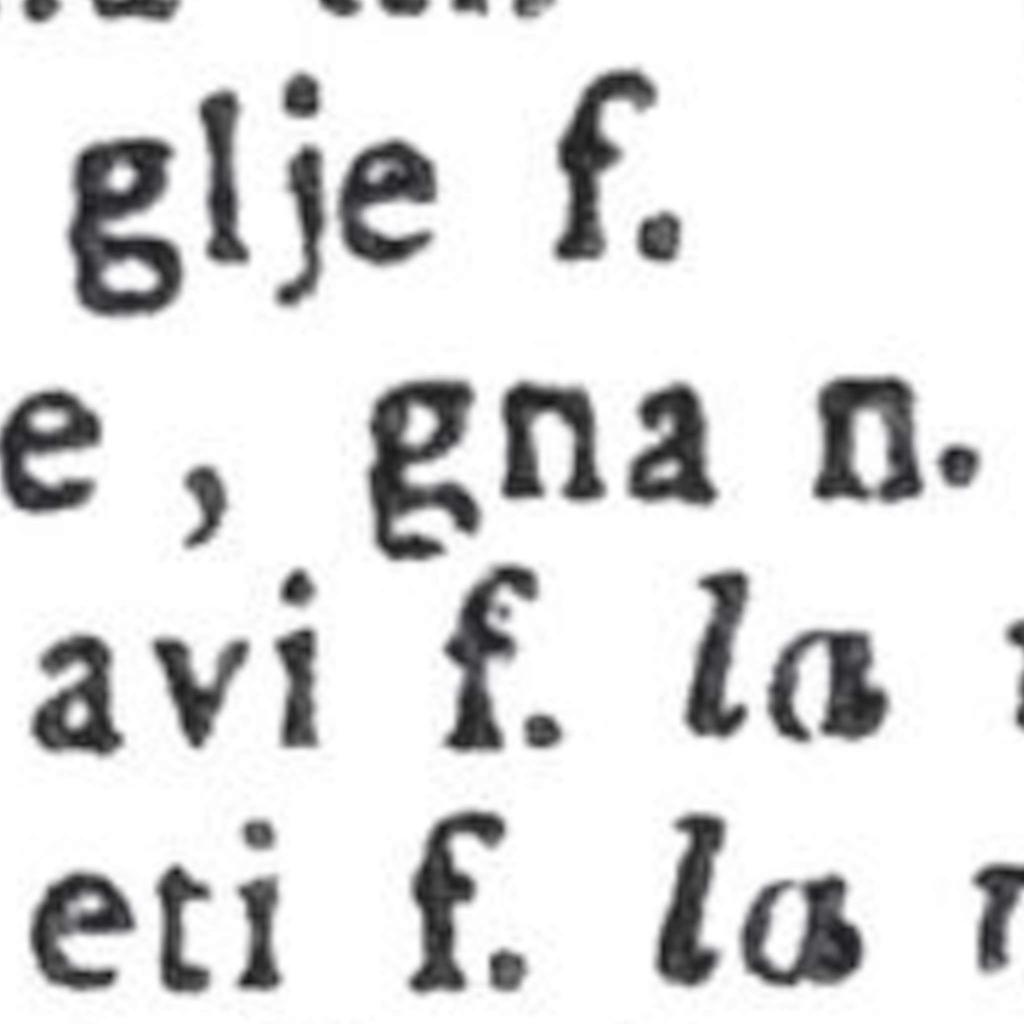 glje f.
e, gna n.
avi f. la
eti f. la